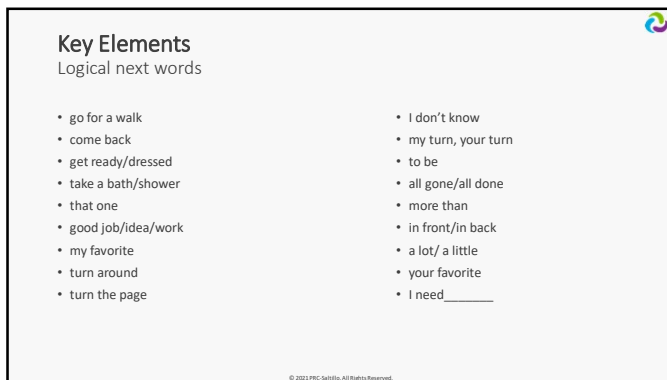 Key Elements
Logical next words
• go for a walk
• come back
• get ready/dressed
• take a bath/shower
• that one
• good job/idea/work
• my favorite
• turn around
• turn the page
• I don't know
• my turn, your turn
• to be
• all gone/all done
• more than
• in front/in back
• a lot/ a little
• your favorite
• I need_______
© 2021 PRC-Saltillo. All Rights Reserved.